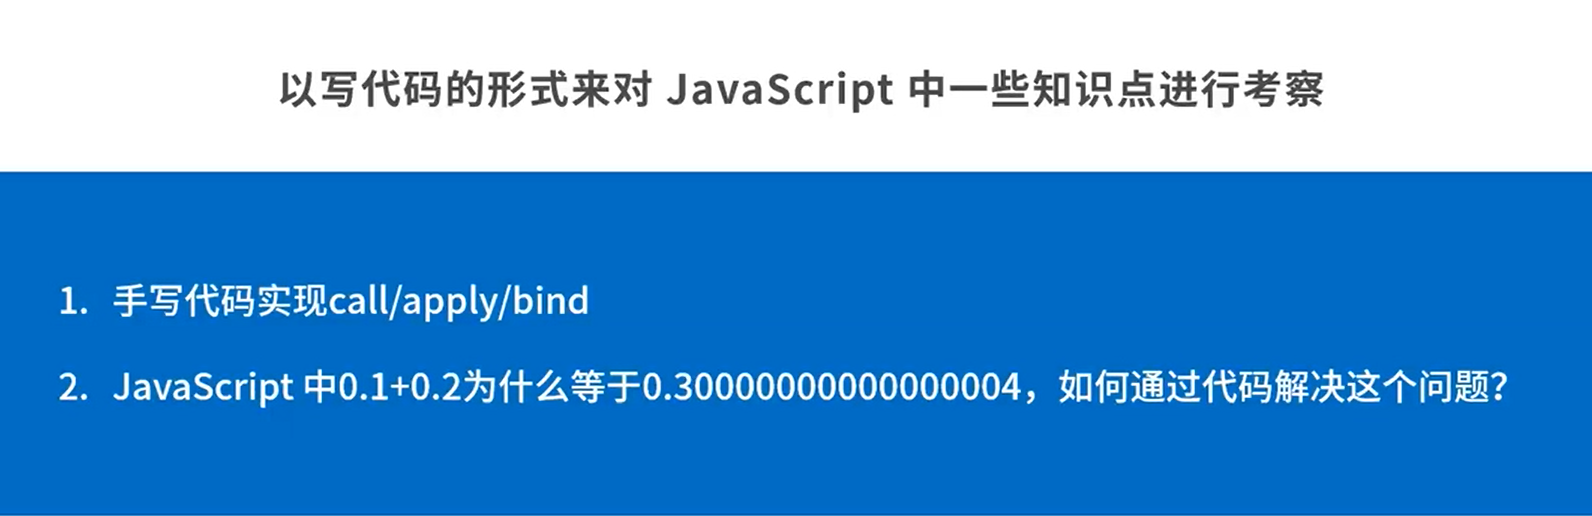 以写代码的形式来对 JavaScript 中一些知识点进行考察
1. 手写代码实现call/apply/bind
2. JavaScript 中0.1+0.2为什么等于0.30000000000000004，如何通过代码解决这个问题？